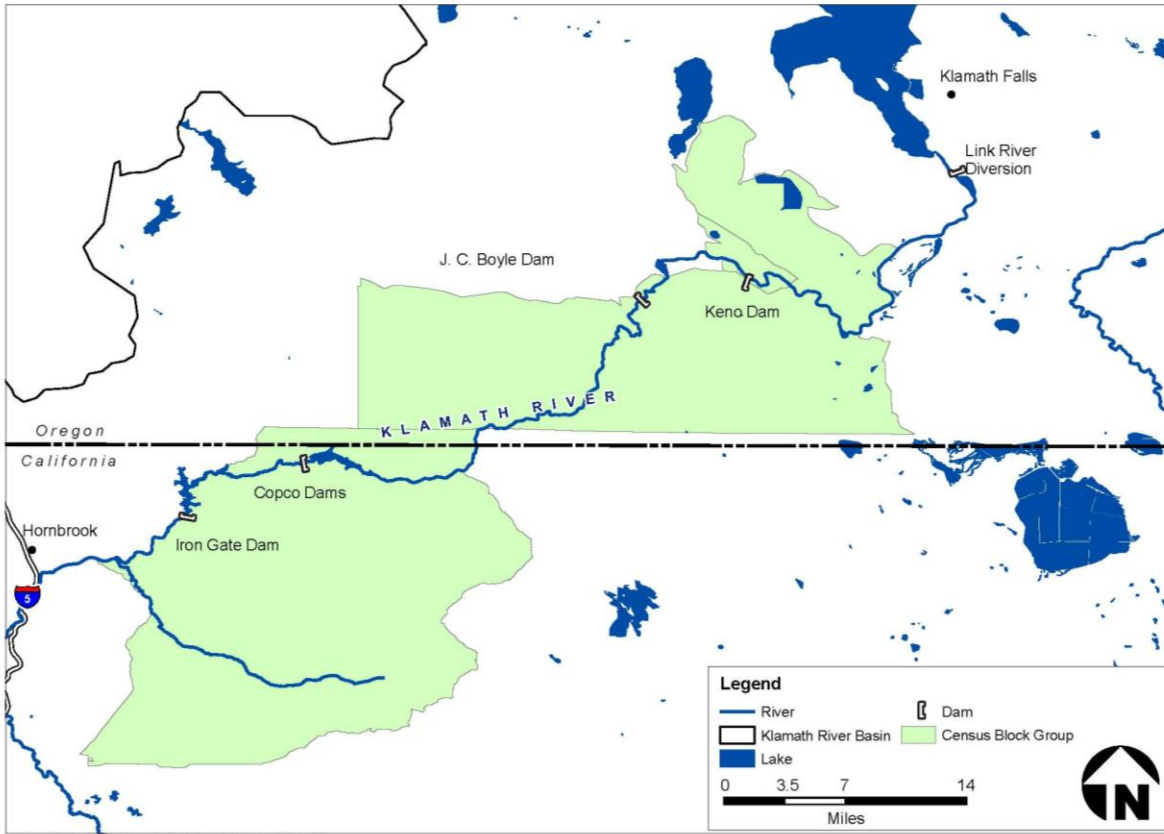 Klamath Falls
Link River
Diversion
J. C. Boyle Dam
Keno Dam
KLAMATH RIVER
Oregon
California
Copco Dams
Hornbrook
Iron Gate Dam
5
Legend
River
Dam
Klamath River Basin
Census Block Group
Lake
0 3.5 7 14
Miles
N